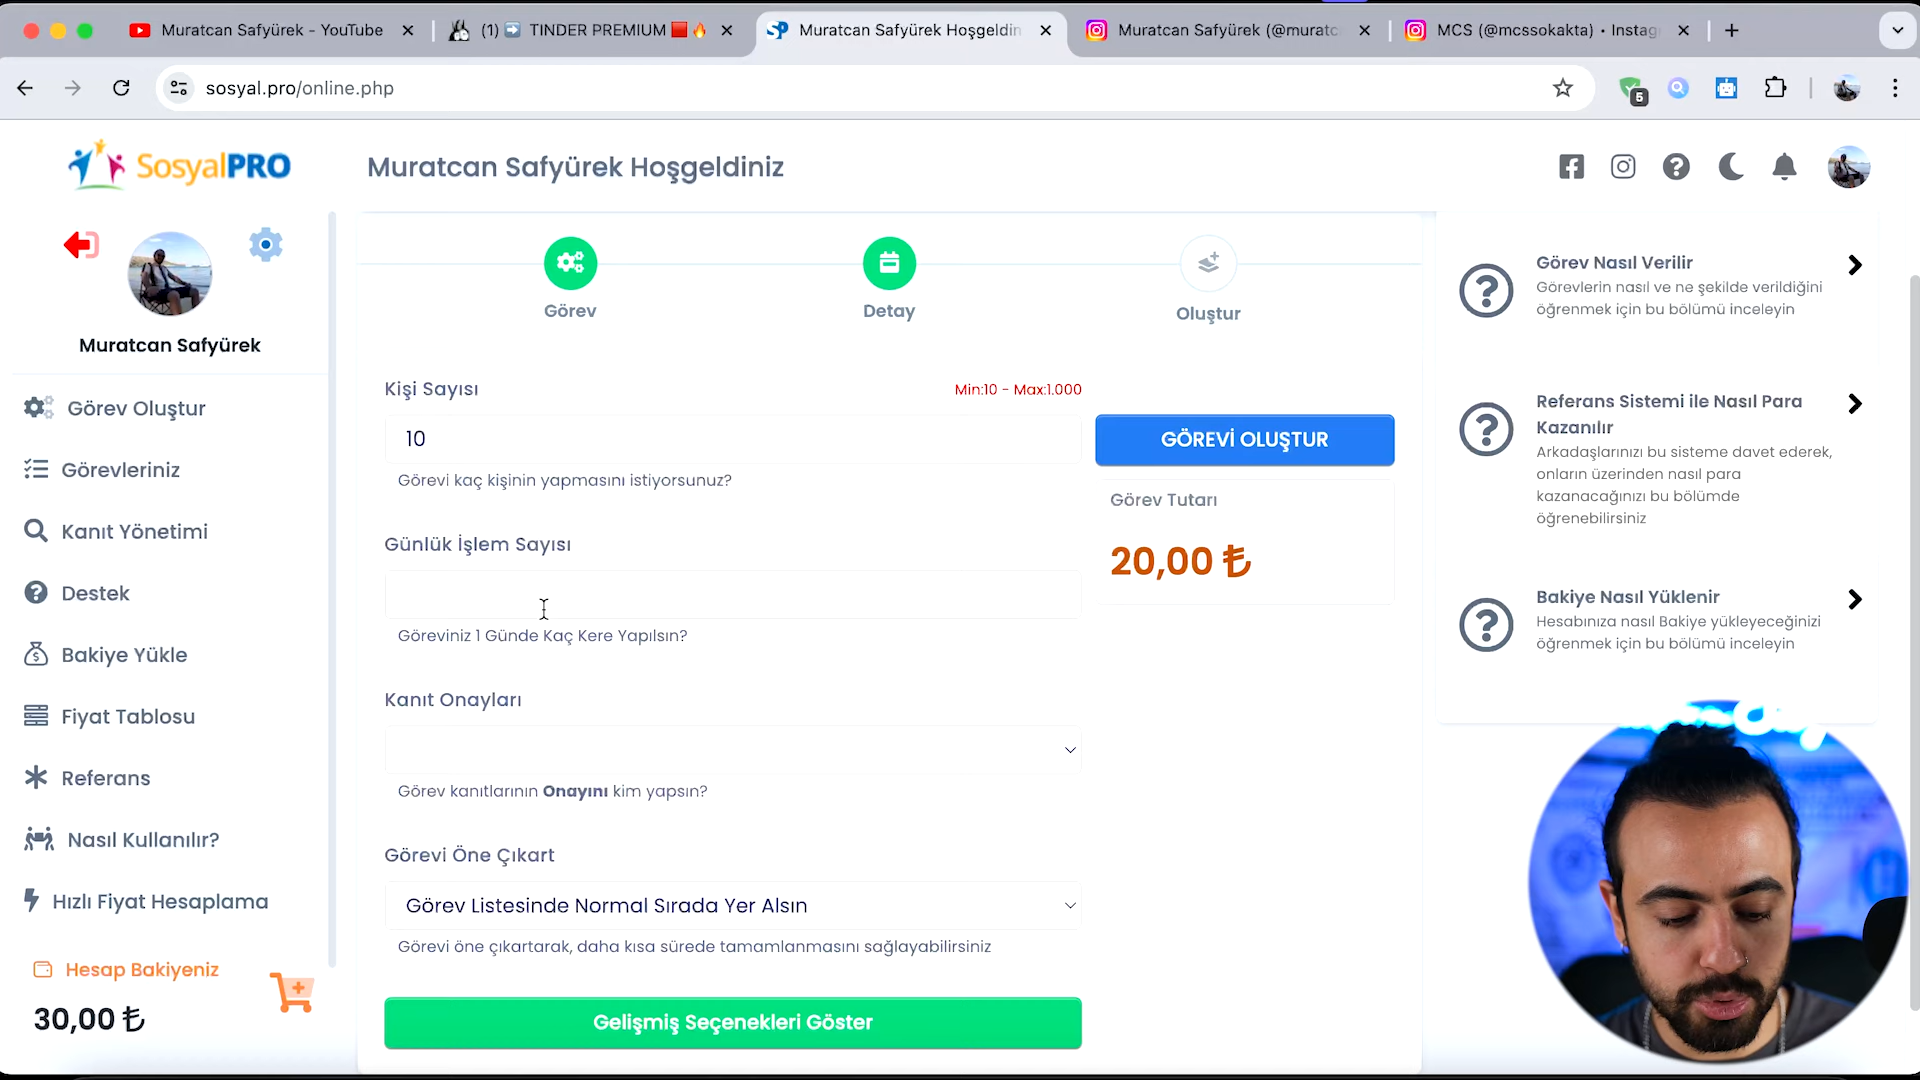 Muratcan Safyürek - YouTube
(1) ➡️ TINDER PREMIUM 🟥🔥
Muratcan Safyürek Hoşgeldin
Muratcan Safyürek (@muratc
MCS (@mcssokakta) • Instag
sosyal.pro/online.php
5
SosyalPRO
Muratcan Safyürek Hoşgeldiniz
Muratcan Safyürek
Görev Oluştur
Görevleriniz
Kanıt Yönetimi
Destek
Bakiye Yükle
Fiyat Tablosu
Referans
Nasıl Kullanılır?
Hızlı Fiyat Hesaplama
Hesap Bakiyeniz
30,00 ₺
Görev
Detay
Oluştur
Kişi Sayısı
Min:10 - Max:1.000
10
Görevi kaç kişinin yapmasını istiyorsunuz?
Günlük İşlem Sayısı
Göreviniz 1 Günde Kaç Kere Yapılsın?
Kanıt Onayları
Görev kanıtlarının Onayını kim yapsın?
Görevi Öne Çıkart
Görev Listesinde Normal Sırada Yer Alsın
Görevi öne çıkartarak, daha kısa sürede tamamlanmasını sağlayabilirsiniz
Gelişmiş Seçenekleri Göster
GÖREVİ OLUŞTUR
Görev Tutarı
20,00 ₺
Görev Nasıl Verilir
Görevlerin nasıl ve ne şekilde verildiğini
öğrenmek için bu bölümü inceleyin
Referans Sistemi ile Nasıl Para
Kazanılır
Arkadaşlarınızı bu sisteme davet ederek,
onların üzerinden nasıl para
kazanacağınızı bu bölümde
öğrenebilirsiniz
Bakiye Nasıl Yüklenir
Hesabınıza nasıl Bakiye yükleyeceğinizi
öğrenmek için bu bölümü inceleyin